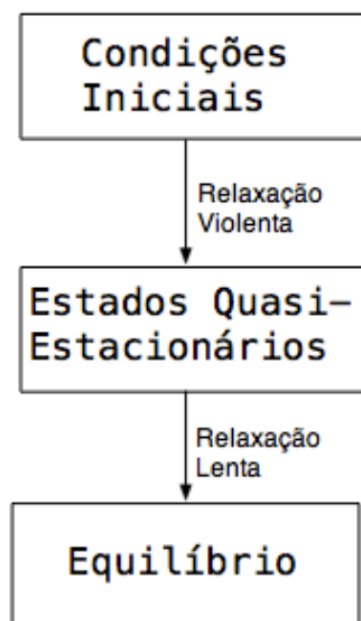 Condições
Iniciais
Relaxação
Violenta
Estados Quasi–
Estacionários
Relaxação
Lenta
Equilíbrio